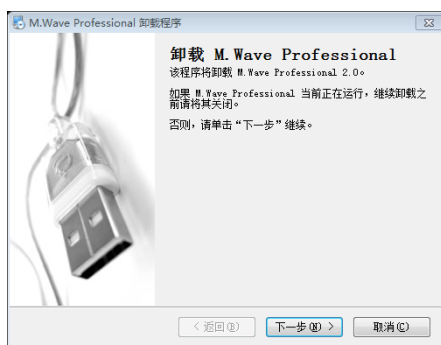 M.Wave Professional 卸载程序
卸载 M.Wave Professional
该程序将卸载 M.Wave Professional 2.0。
如果 M.Wave Professional 当前正在运行，继续卸载之
前请将其关闭。
否则，请单击“下一步”继续。
< 返回(B)
下一步(N) >
取消(C)